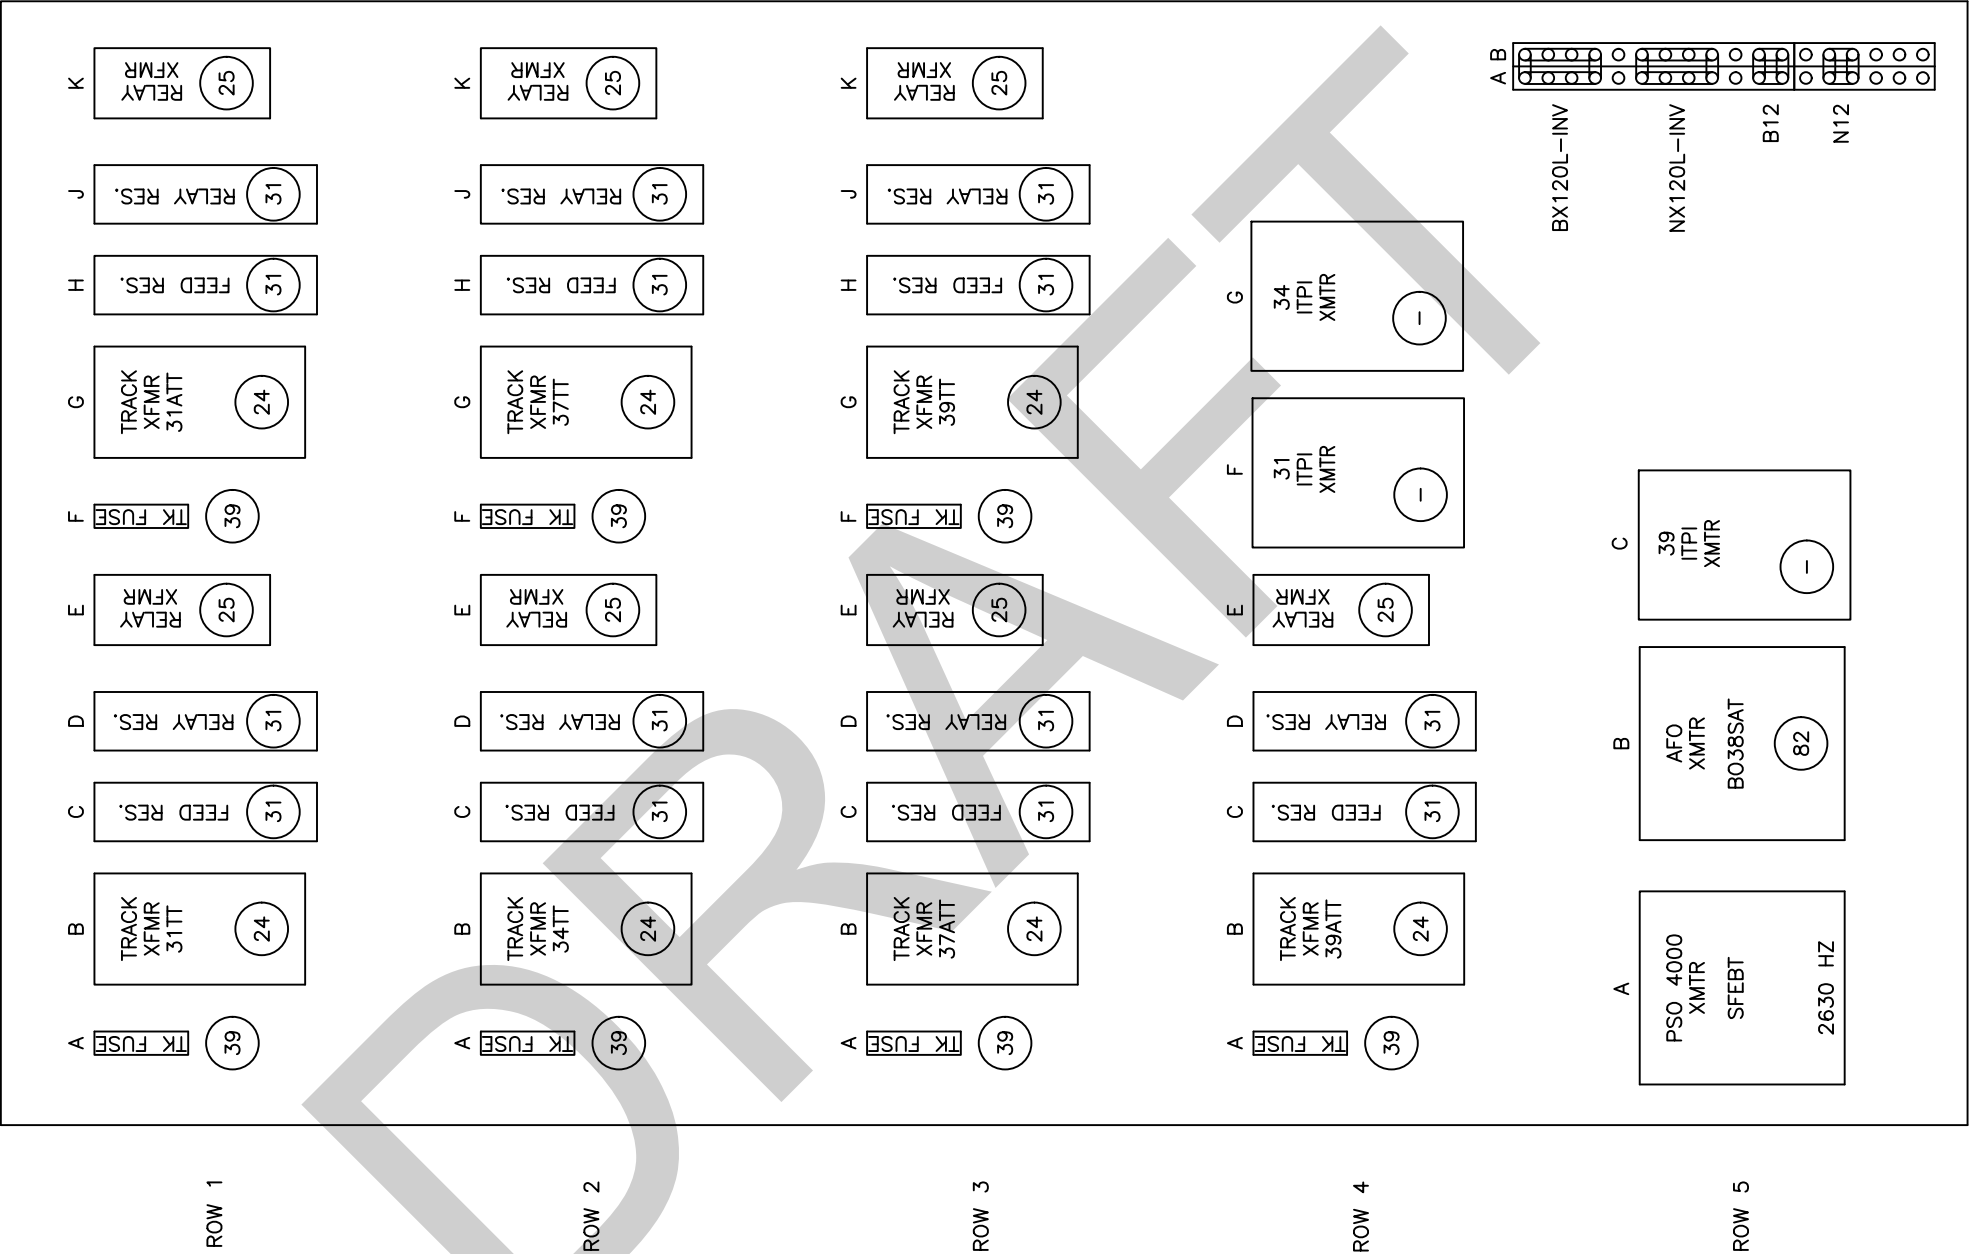 ROW 1
A
TK FUSE
39
B
TRACK
XFMR
31TT
24
C
FEED RES.
31
D
RELAY RES.
31
E
RELAY
XFMR
25
F
TK FUSE
39
G
TRACK
XFMR
31ATT
24
H
FEED RES.
31
J
RELAY RES.
31
K
RELAY
XFMR
25
ROW 2
A
TK FUSE
39
B
TRACK
XFMR
34TT
24
C
FEED RES.
31
D
RELAY RES.
31
E
RELAY
XFMR
25
F
TK FUSE
39
G
TRACK
XFMR
37TT
24
H
FEED RES.
31
J
RELAY RES.
31
K
RELAY
XFMR
25
ROW 3
A
TK FUSE
39
B
TRACK
XFMR
37ATT
24
C
FEED RES.
31
D
RELAY RES.
31
E
RELAY
XFMR
25
F
TK FUSE
39
G
TRACK
XFMR
39TT
24
H
FEED RES.
31
J
RELAY RES.
31
K
RELAY
XFMR
25
ROW 4
A
TK FUSE
39
B
TRACK
XFMR
39ATT
24
C
FEED RES.
31
D
RELAY RES.
31
E
RELAY
XFMR
25
F
31
ITPI
XMTR
–
G
34
ITPI
XMTR
–
ROW 5
A
PSO 4000
XMTR
SFEBT
2630 HZ
B
AFO
XMTR
B038SAT
82
C
39
ITPI
XMTR
–
A B
BX120L-INV
NX120L-INV
B12
N12
DRAFT